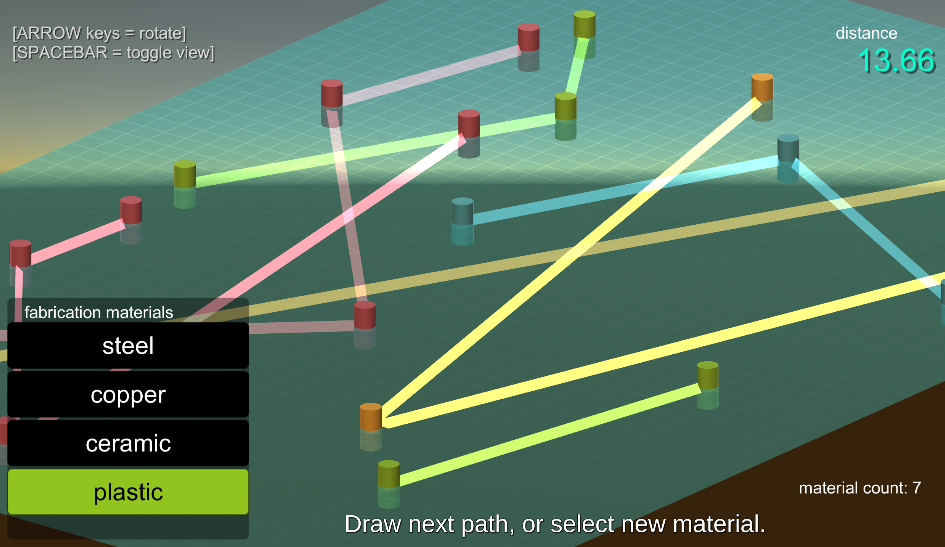 [ARROW keys = rotate]
[SPACEBAR = toggle view]
distance
13.66
fabrication materials
steel
copper
ceramic
plastic
material count: 7
Draw next path, or select new material.